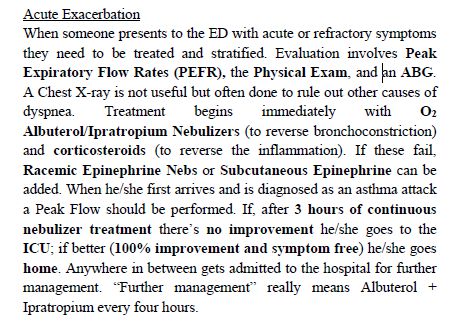 Acute Exacerbation
When someone presents to the ED with acute or refractory symptoms
they need to be treated and stratified. Evaluation involves Peak
Expiratory Flow Rates (PEFR), the Physical Exam, and an ABG.
A Chest X-ray is not useful but often done to rule out other causes of
dyspnea. Treatment begins immediately with O2
Albuterol/Ipratropium Nebulizers (to reverse bronchoconstriction)
and corticosteroids (to reverse the inflammation). If these fail,
Racemic Epinephrine Nebs or Subcutaneous Epinephrine can be
added. When he/she first arrives and is diagnosed as an asthma attack
a Peak Flow should be performed. If, after 3 hours of continuous
nebulizer treatment there's no improvement he/she goes to the
ICU; if better (100% improvement and symptom free) he/she goes
home. Anywhere in between gets admitted to the hospital for further
management. “Further management” really means Albuterol +
Ipratropium every four hours.